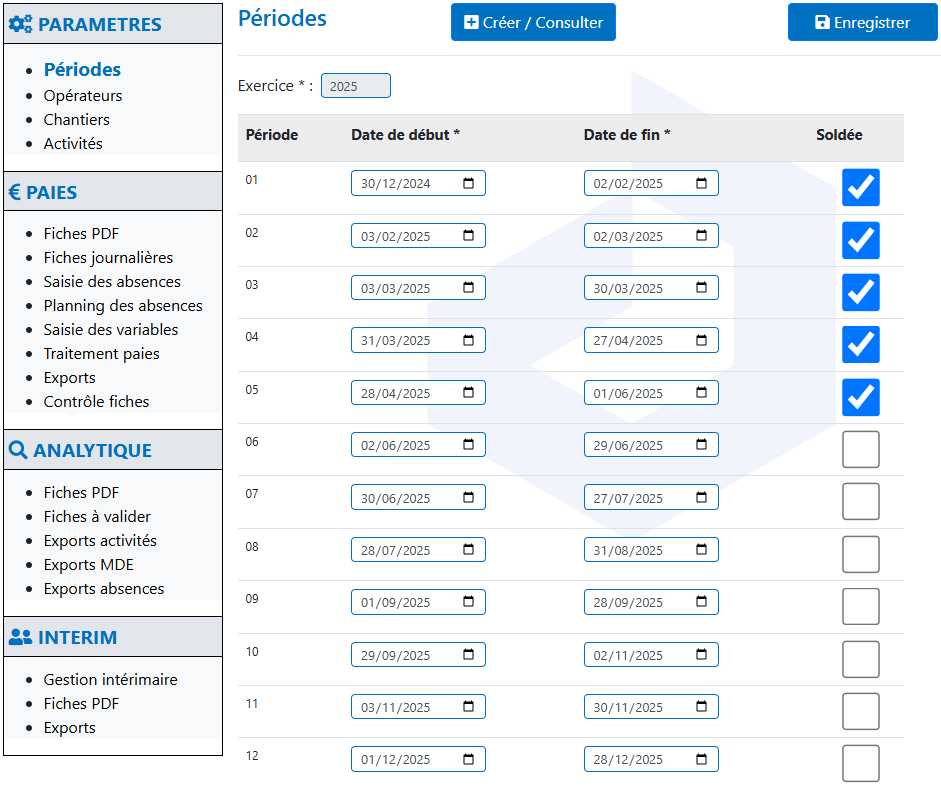 PARAMETRES
Périodes
Opérateurs
Chantiers
Activités
€ PAIES
Fiches PDF
Fiches journalières
Saisie des absences
Planning des absences
Saisie des variables
Traitement paies
Exports
Contrôle fiches
ANALYTIQUE
Fiches PDF
Fiches à valider
Exports activités
Exports MDE
Exports absences
INTERIM
Gestion intérimaire
Fiches PDF
Exports
Périodes Créer / Consulter Enregistrer
Exercice * : 2025
Période Date de début * Date de fin * Soldée
01 30/12/2024 02/02/2025
02 03/02/2025 02/03/2025
03 03/03/2025 30/03/2025
04 31/03/2025 27/04/2025
05 28/04/2025 01/06/2025
06 02/06/2025 29/06/2025
07 30/06/2025 27/07/2025
08 28/07/2025 31/08/2025
09 01/09/2025 28/09/2025
10 29/09/2025 02/11/2025
11 03/11/2025 30/11/2025
12 01/12/2025 28/12/2025